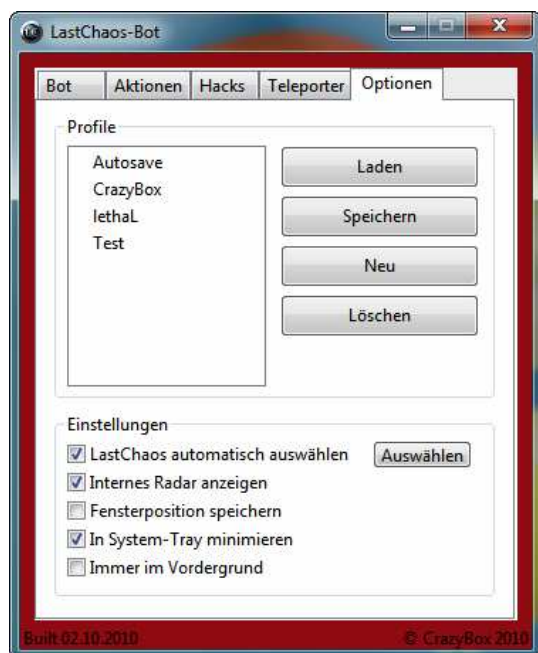 LastChaos-Bot
Bot Aktionen Hacks Teleporter Optionen
Profile
Autosave
CrazyBox
lethaL
Test
Laden
Speichern
Neu
Löschen
Einstellungen
LastChaos automatisch auswählen Auswählen
Internes Radar anzeigen
Fensterposition speichern
In System-Tray minimieren
Immer im Vordergrund
Built 02.10.2010 © CrazyBox 2010